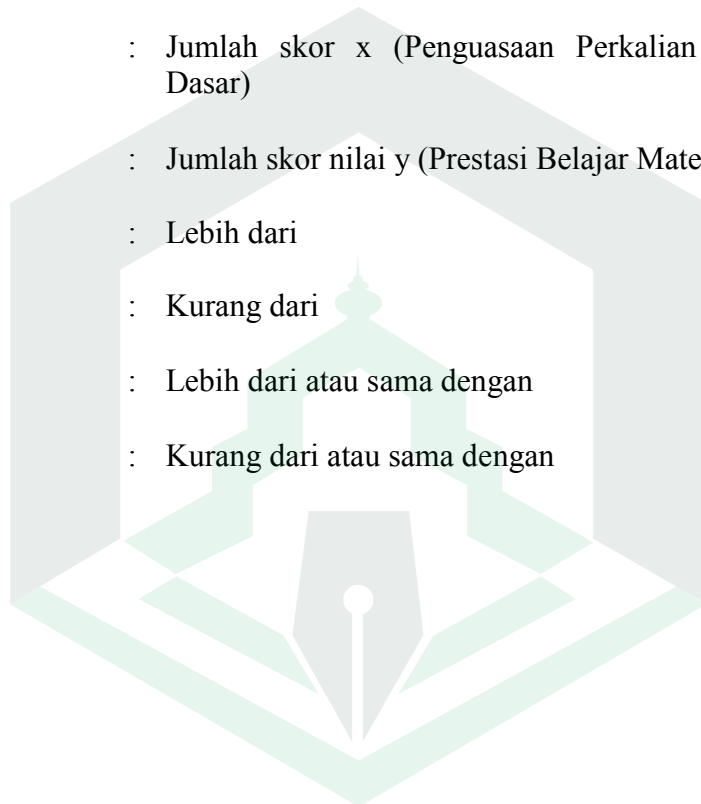 : Jumlah skor x (Penguasaan Perkalian
Dasar)
: Jumlah skor nilai y (Prestasi Belajar Mate
: Lebih dari
: Kurang dari
: Lebih dari atau sama dengan
: Kurang dari atau sama dengan